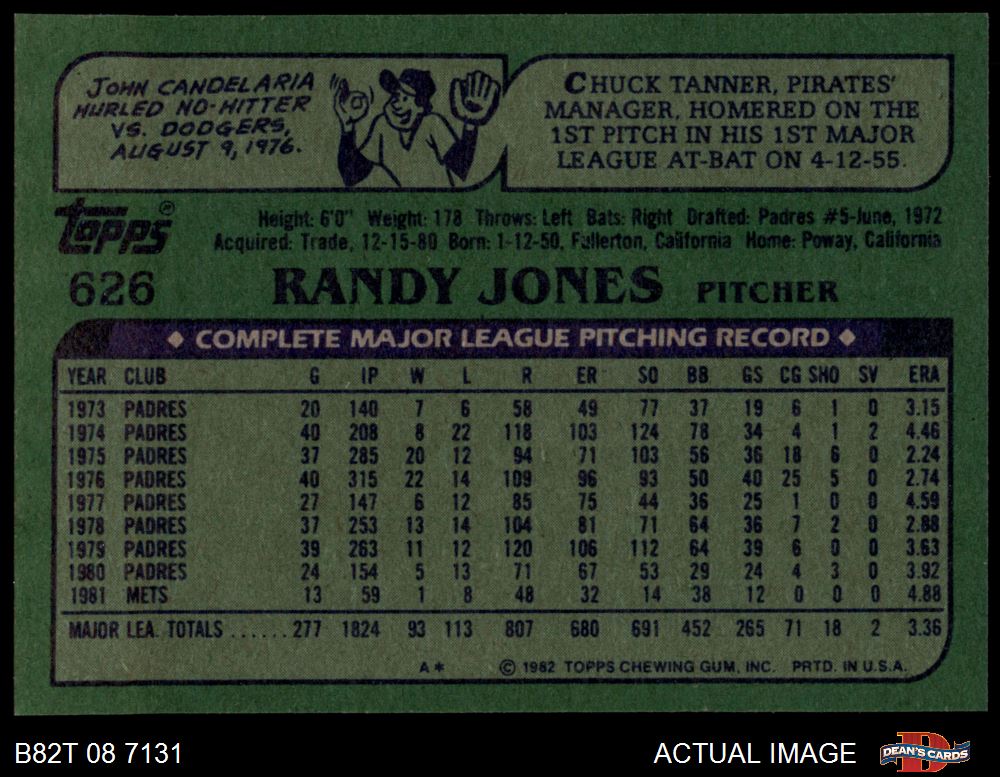 JOHN CANDELARIA
HURLED NO-HITTER
VS. DODGERS,
AUGUST 9, 1976.
CHUCK TANNER, PIRATES'
MANAGER, HOMERED ON THE
1ST PITCH IN HIS 1ST MAJOR
LEAGUE AT-BAT ON 4-12-55.
topps®
Height: 6'0" Weight: 178 Throws: Left Bats: Right Drafted: Padres #5-June, 1972
Acquired: Trade, 12-15-80 Born: 1-12-50, Fullerton, California Home: Poway, California
626 RANDY JONES PITCHER
◆ COMPLETE MAJOR LEAGUE PITCHING RECORD ◆
YEAR CLUB G IP W L R ER SO BB GS CG SHO SV ERA
1973 PADRES 20 140 7 6 58 49 77 37 19 6 1 0 3.15
1974 PADRES 40 208 8 22 118 103 124 78 34 4 1 2 4.46
1975 PADRES 37 285 20 12 94 71 103 56 36 18 6 0 2.24
1976 PADRES 40 315 22 14 109 96 93 50 40 25 5 0 2.74
1977 PADRES 27 147 6 12 85 75 44 36 25 1 0 0 4.59
1978 PADRES 37 253 13 14 104 81 71 64 36 7 2 0 2.88
1979 PADRES 39 263 11 12 120 106 112 64 39 6 0 0 3.63
1980 PADRES 24 154 5 13 71 67 53 29 24 4 3 0 3.92
1981 METS 13 59 1 8 48 32 14 38 12 0 0 0 4.88
MAJOR LEA. TOTALS ...... 277 1824 93 113 807 680 691 452 265 71 18 2 3.36
A* © 1982 TOPPS CHEWING GUM, INC. PRTD. IN U.S.A.
B82T 08 7131
ACTUAL IMAGE
DEAN'S CARDS